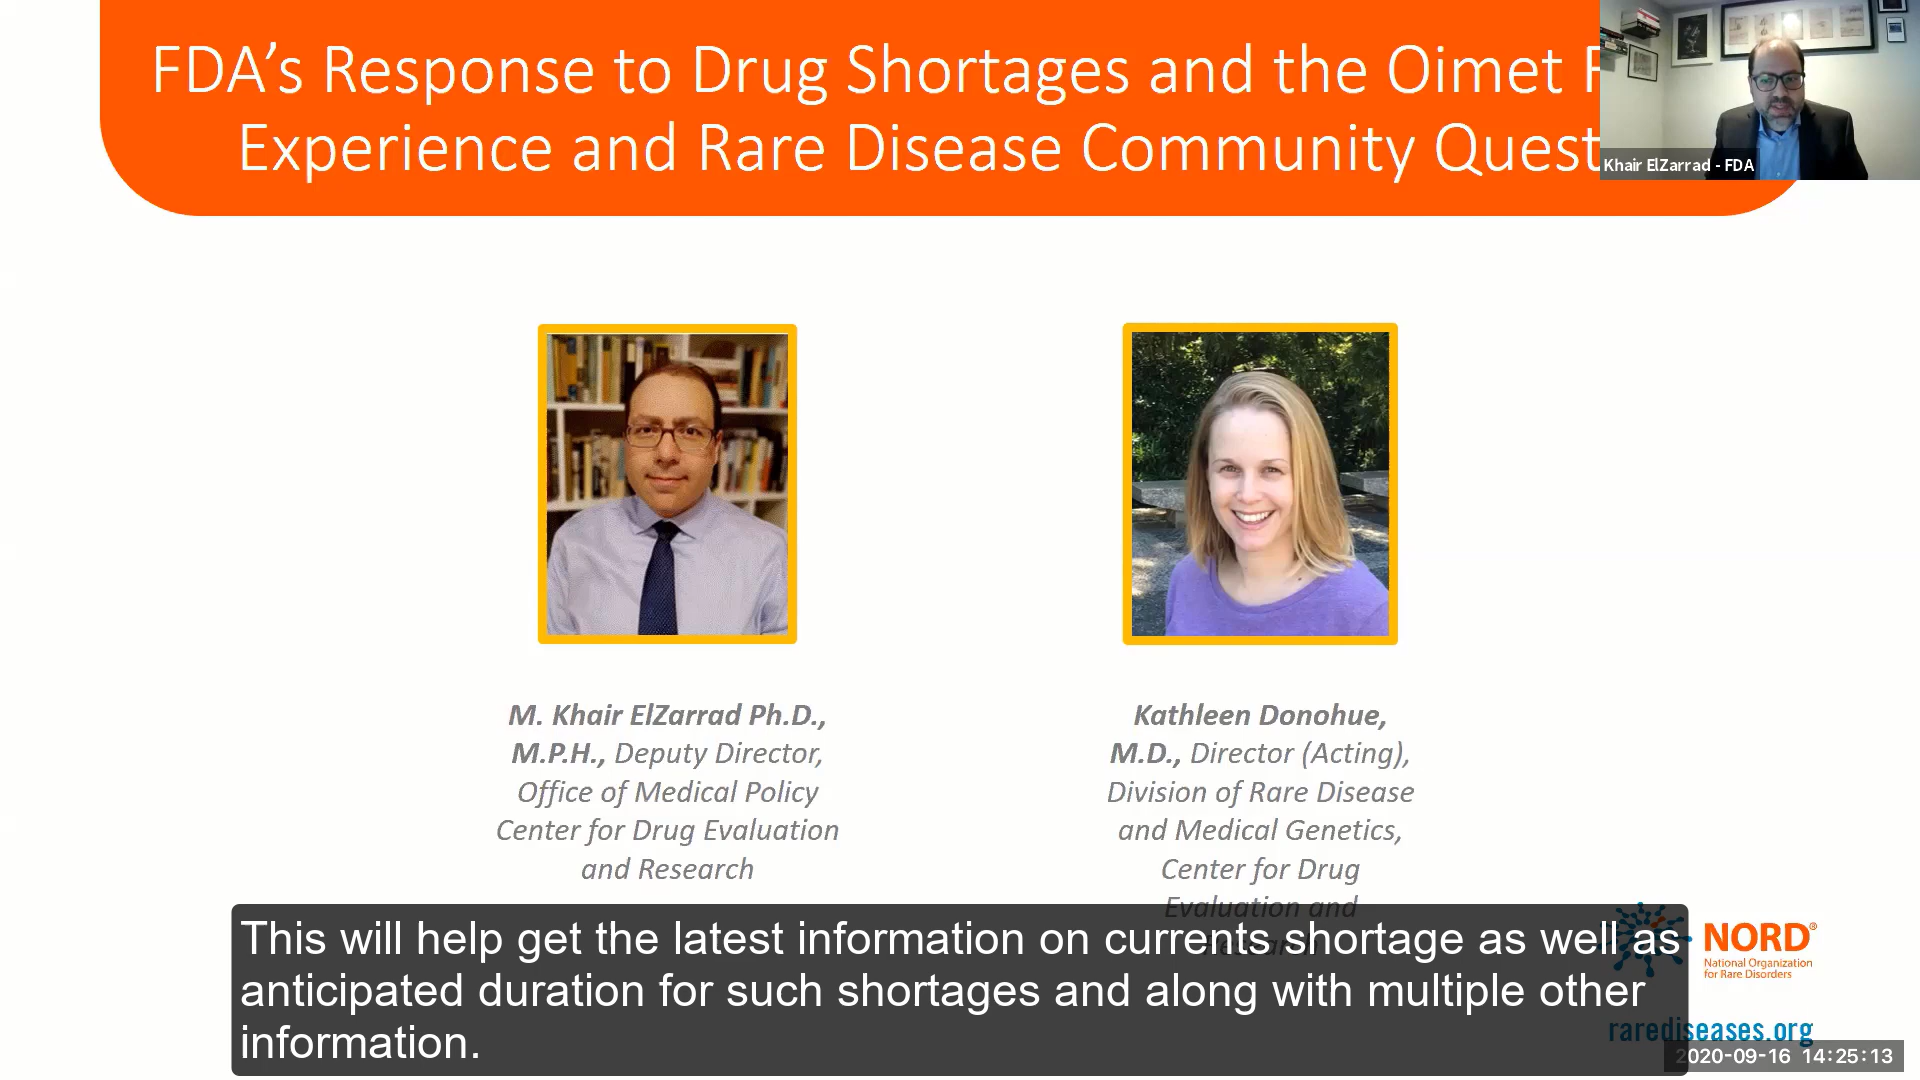 FDA's Response to Drug Shortages and the Oimet
Experience and Rare Disease Community
Khair ElZarrad - FDA
M. Khair ElZarrad Ph.D.,
M.P.H., Deputy Director,
Office of Medical Policy
Center for Drug Evaluation
and Research
Kathleen Donohue,
M.D., Director (Acting),
Division of Rare Disease
and Medical Genetics,
Center for Drug
Evaluation and
This will help get the latest information on currents shortage as well as
anticipated duration for such shortages and along with multiple other
information.
NORD®
National Organization
for Rare Disorders
rarediseases.org
2020-09-16 14:25:13